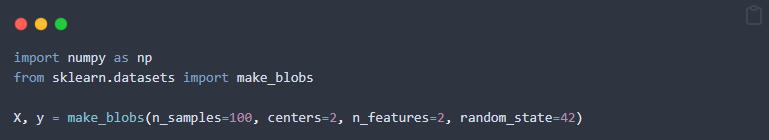 import numpy as np
from sklearn.datasets import make_blobs
X, y = make_blobs(n_samples=100, centers=2, n_features=2, random_state=42)